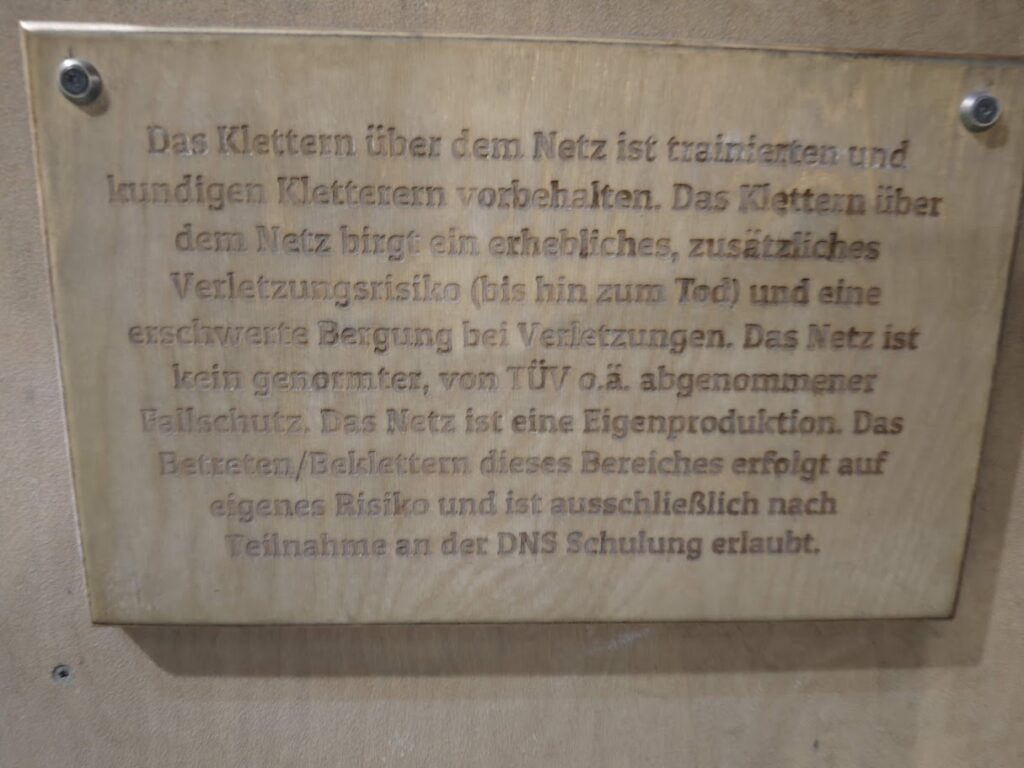 Das Klettern über dem Netz ist trainierten und
kundigen Kletterern vorbehalten. Das Klettern über
dem Netz birgt ein erhebliches, zusätzliches
Verletzungsrisiko (bis hin zum Tod) und eine
erschwerte Bergung bei Verletzungen. Das Netz ist
kein genormter, von TÜV o.ä. abgenommener
Fallschutz. Das Netz ist eine Eigenproduktion. Das
Betreten/Beklettern dieses Bereiches erfolgt auf
eigenes Risiko und ist ausschließlich nach
Teilnahme an der DNS Schulung erlaubt.